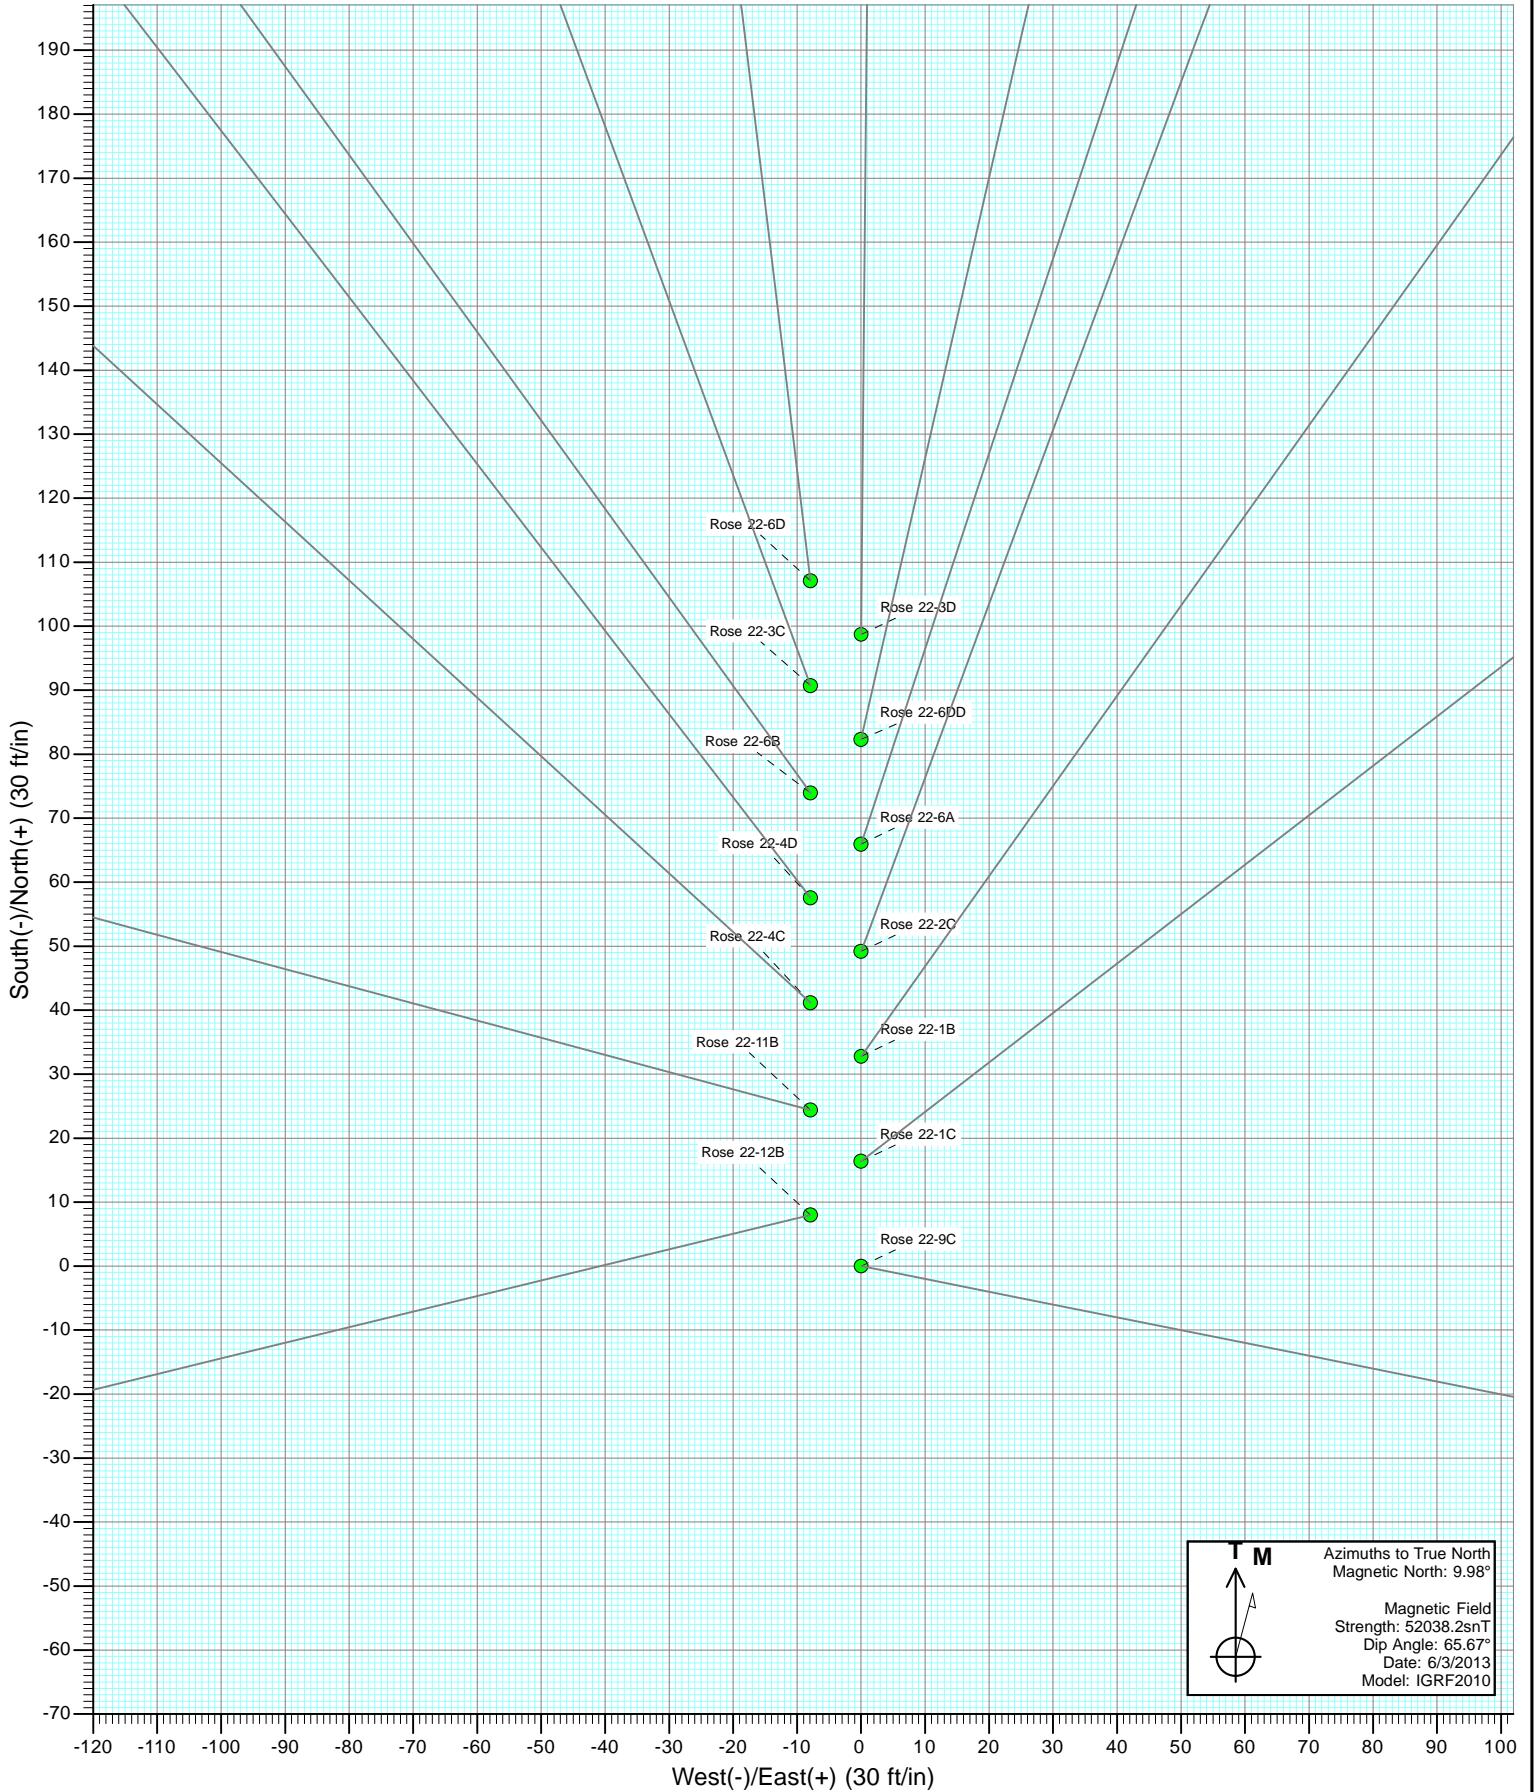 190
180
170
160
150
140
130
120
110
100
90
80
70
60
50
40
30
20
10
0
-10
-20
-30
-40
-50
-60
-70
South(-)/North(+) (30 ft/in)
Rose 22-6D
Rose 22-3D
Rose 22-3C
Rose 22-6DD
Rose 22-6B
Rose 22-6A
Rose 22-4D
Rose 22-2C
Rose 22-4C
Rose 22-1B
Rose 22-11B
Rose 22-1C
Rose 22-12B
Rose 22-9C
T M
Azimuths to True North
Magnetic North: 9.98°
Magnetic Field
Strength: 52038.2snT
Dip Angle: 65.67°
Date: 6/3/2013
Model: IGRF2010
-120 -110 -100 -90 -80 -70 -60 -50 -40 -30 -20 -10 0 10 20 30 40 50 60 70 80 90 100
West(-)/East(+) (30 ft/in)